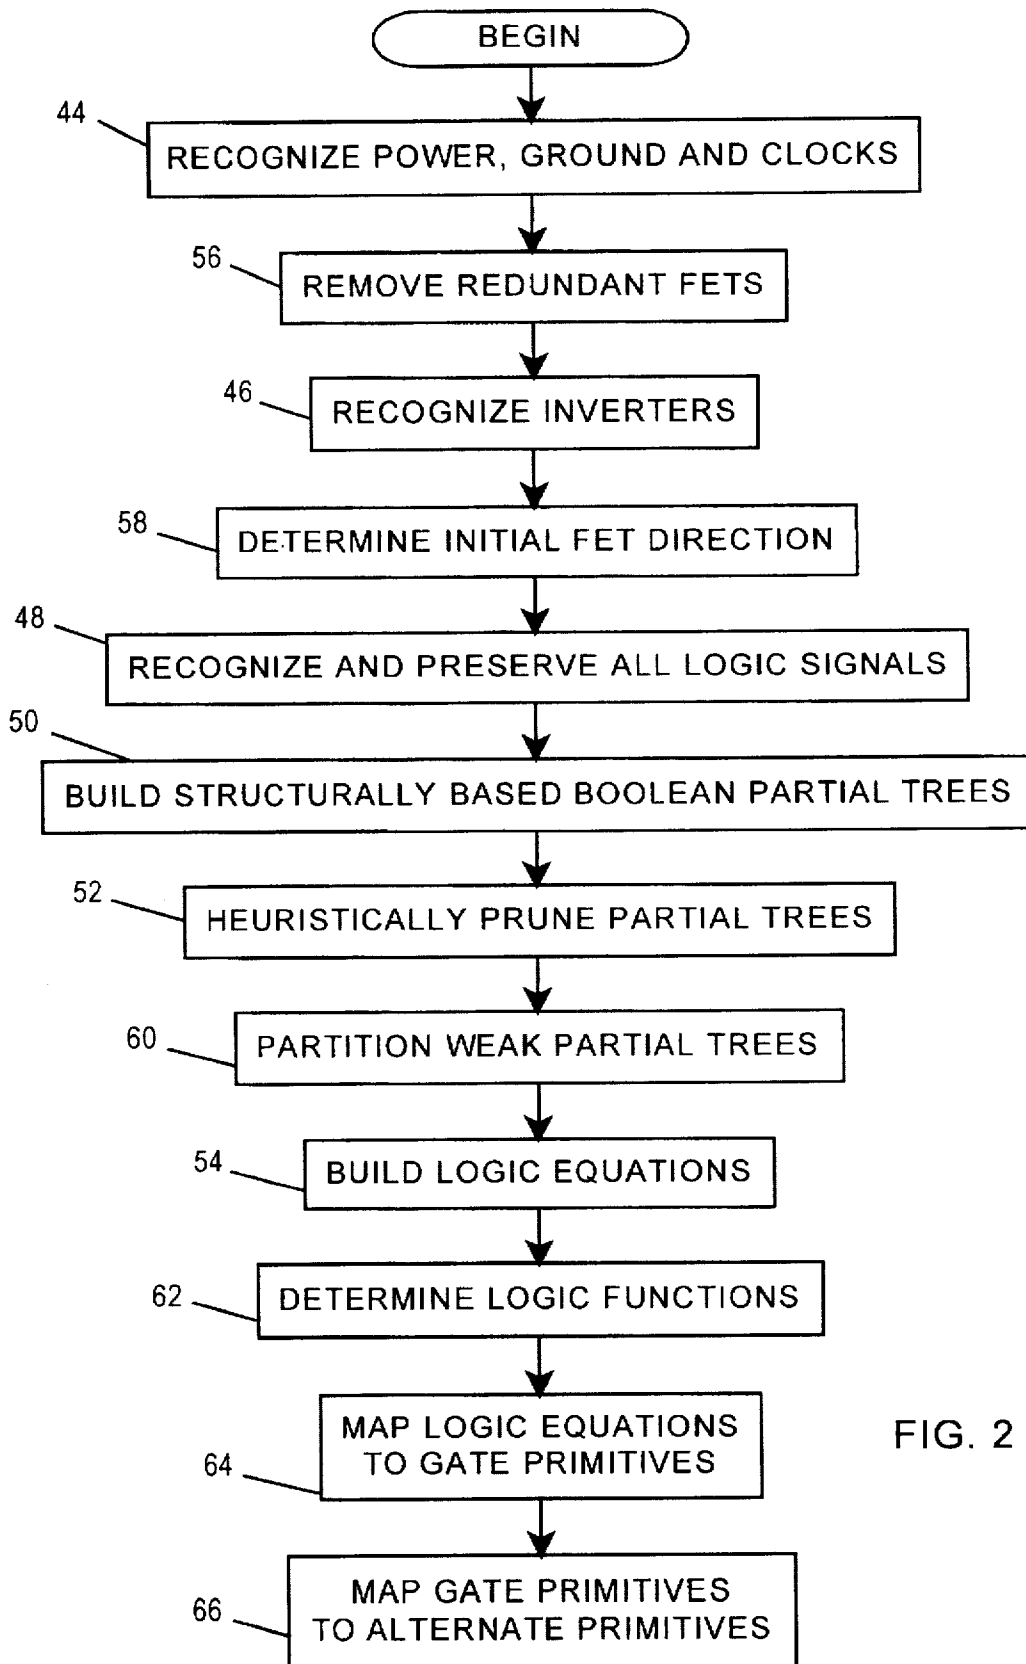 BEGIN
44
RECOGNIZE POWER, GROUND AND CLOCKS
56
REMOVE REDUNDANT FETS
46
RECOGNIZE INVERTERS
58
DETERMINE INITIAL FET DIRECTION
48
RECOGNIZE AND PRESERVE ALL LOGIC SIGNALS
50
BUILD STRUCTURALLY BASED BOOLEAN PARTIAL TREES
52
HEURISTICALLY PRUNE PARTIAL TREES
60
PARTITION WEAK PARTIAL TREES
54
BUILD LOGIC EQUATIONS
62
DETERMINE LOGIC FUNCTIONS
64
MAP LOGIC EQUATIONS
TO GATE PRIMITIVES
FIG. 2
66
MAP GATE PRIMITIVES
TO ALTERNATE PRIMITIVES